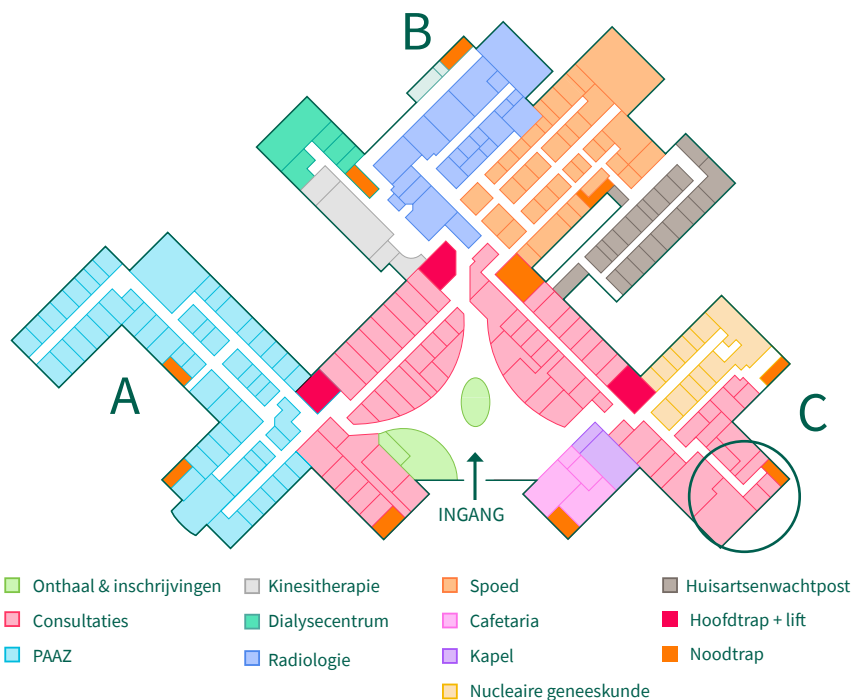 B
A
C
INGANG
Onthaal & inschrijvingen
Consultaties
PAAZ
Kinesitherapie
Dialysecentrum
Radiologie
Spoed
Cafetaria
Kapel
Nucleaire geneeskunde
Huisartsenwachtpost
Hoofdtrap + lift
Noodtrap